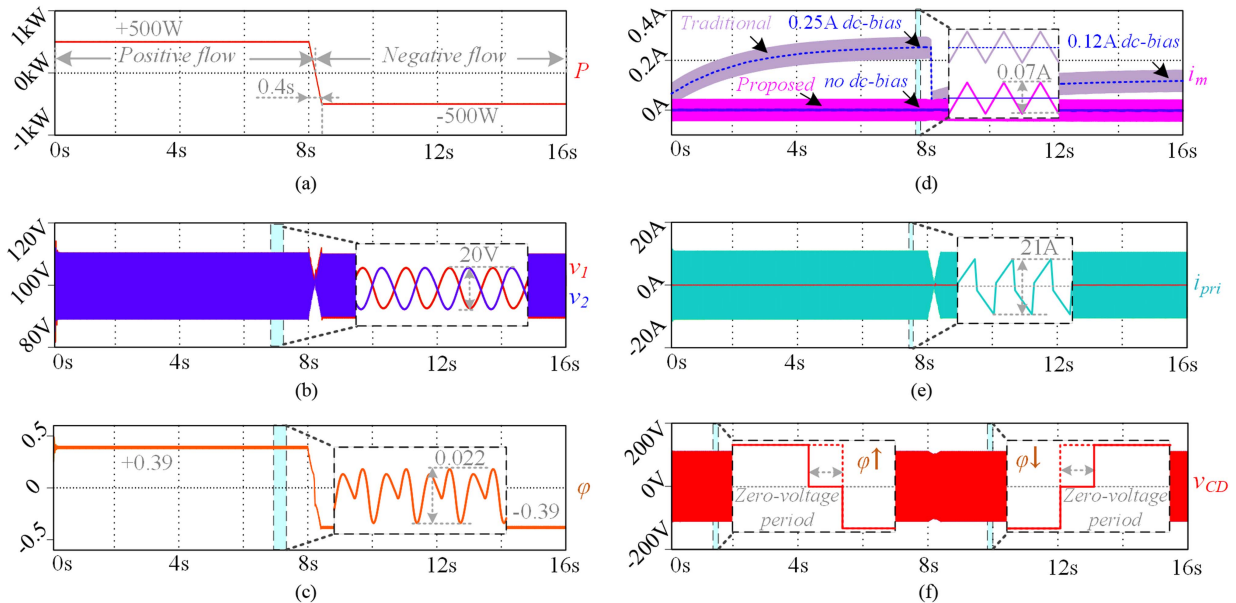 1kW
+500W
Positive flow
Negative flow
0kW
P
0.4s
-500W
-1kW
0s 4s 8s 12s 16s
(a)
120V
20V
v1
100V
v2
80V
0s 4s 8s 12s 16s
(b)
0.5
0.022
+0.39
0
φ
-0.39
-0.5
0s 4s 8s 12s 16s
(c)
0.4A
Traditional
0.25A dc-bias
0.12A dc-bias
0.2A
0.07A
im
Proposed
no dc-bias
0A
0s 4s 8s 12s 16s
(d)
20A
21A
0A
ipri
-20A
0s 4s 8s 12s 16s
(e)
200V
φ↑
φ↓
0V
vCD
Zero-voltage
period
Zero-voltage
period
-200V
0s 4s 8s 12s 16s
(f)